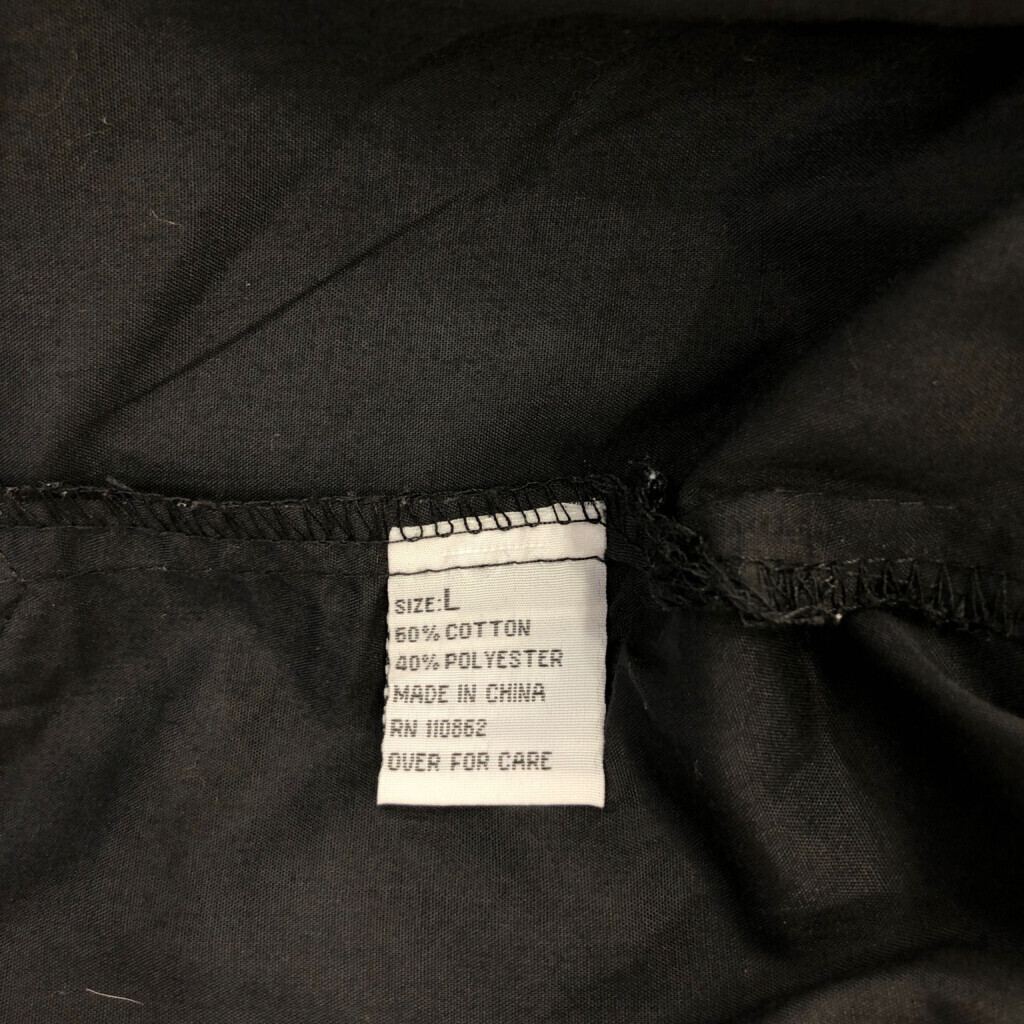 SIZE:L
60% COTTON
40% POLYESTER
MADE IN CHINA
RN 110862
OVER FOR CARE